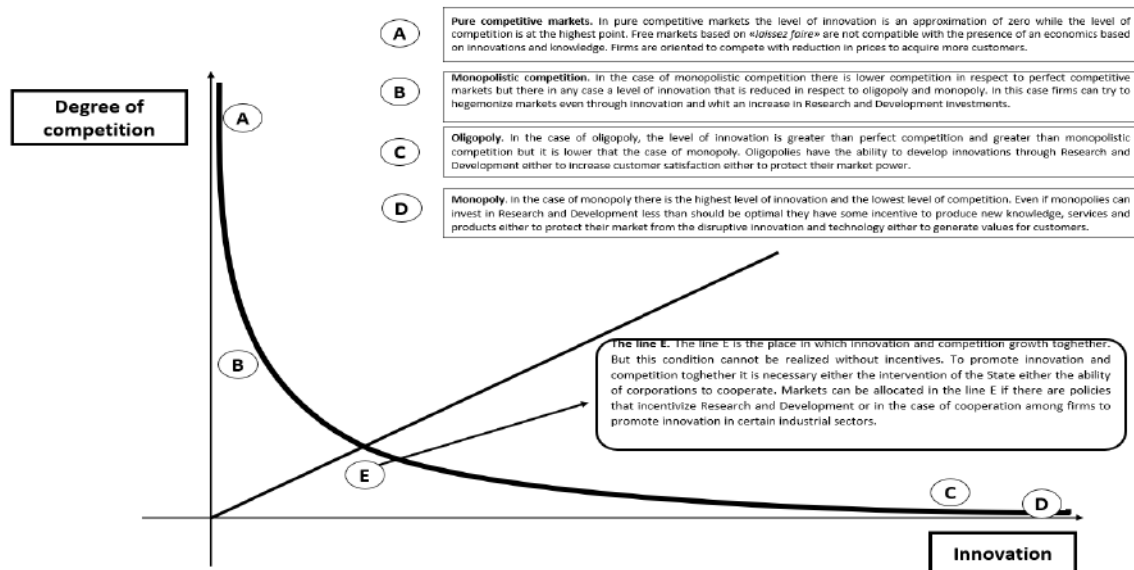 Pure competitive markets. In pure competitive markets the level of innovation is an approximation of zero while the level of
competition is at the highest point. Free markets based on «laissez faire» are not compatible with the presence of an economics based
on innovations and knowledge. Firms are oriented to compete with reduction in prices to acquire more customers.
A
Monopolistic competition. In the case of monopolistic competition there is lower competition in respect to perfect competitive
markets but there in any case a level of innovation that is reduced in respect to oligopoly and monopoly. In this case firms can try to
hegemonize markets even through innovation and whit an increase in Research and Development investments.
B
Oligopoly. In the case of oligopoly, the level of innovation is greater than perfect competition and greater than monopolistic
competition but it is lower that the case of monopoly. Oligopolies have the ability to develop innovations through Research and
Development either to increase customer satisfaction either to protect their market power.
C
Monopoly. In the case of monopoly there is the highest level of innovation and the lowest level of competition. Even if monopolies can
invest in Research and Development less than should be optimal they have some incentive to produce new knowledge, services and
products either to protect their market from the disruptive innovation and technology either to generate values for customers.
D
Degree of
competition
A
The line E. The line E is the place in which innovation and competition growth toghether.
But this condition cannot be realized without incentives. To promote innovation and
competition toghether it is necessary either the intervention of the State either the ability
of corporations to cooperate. Markets can be allocated in the line E if there are policies
that incentivize Research and Development or in the case of cooperation among firms to
promote innovation in certain industrial sectors.
B
E
C
D
Innovation